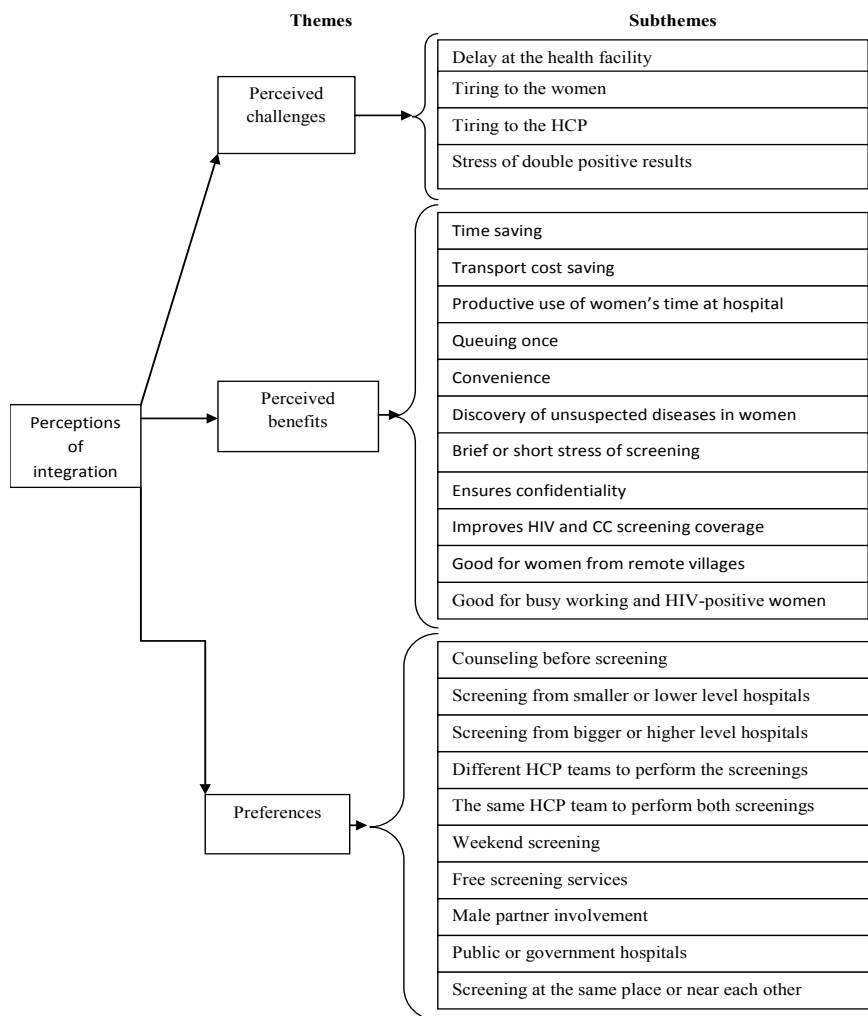 Themes
Subthemes
Perceptions
of
integration
Perceived
challenges
Delay at the health facility
Tiring to the women
Tiring to the HCP
Stress of double positive results
Perceived
benefits
Time saving
Transport cost saving
Productive use of women's time at hospital
Queuing once
Convenience
Discovery of unsuspected diseases in women
Brief or short stress of screening
Ensures confidentiality
Improves HIV and CC screening coverage
Good for women from remote villages
Good for busy working and HIV-positive women
Preferences
Counseling before screening
Screening from smaller or lower level hospitals
Screening from bigger or higher level hospitals
Different HCP teams to perform the screenings
The same HCP team to perform both screenings
Weekend screening
Free screening services
Male partner involvement
Public or government hospitals
Screening at the same place or near each other